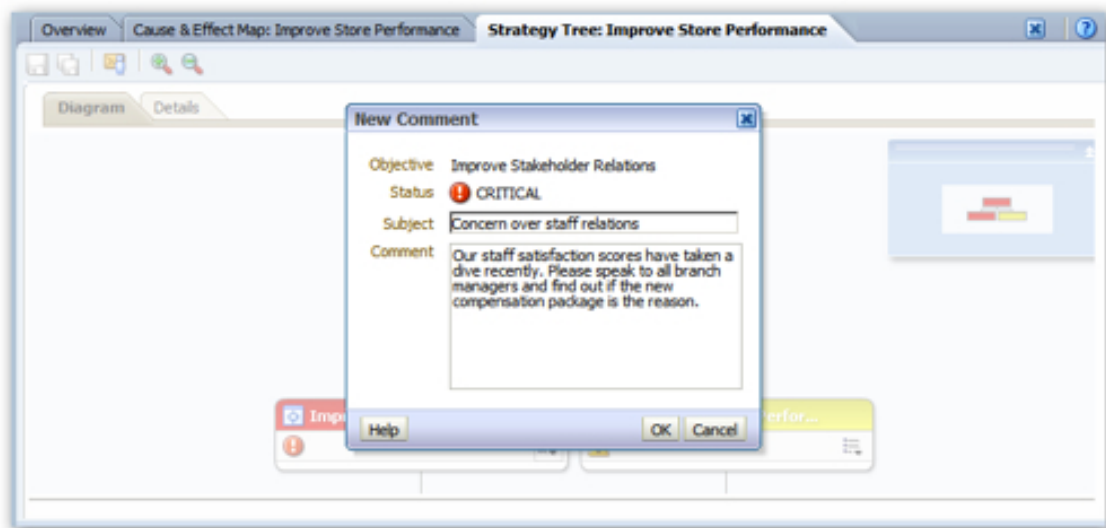 Overview Cause & Effect Map: Improve Store Performance Strategy Tree: Improve Store Performance
Diagram Details
New Comment
Objective Improve Stakeholder Relations
Status CRITICAL
Subject Concern over staff relations
Comment Our staff satisfaction scores have taken a
dive recently. Please speak to all branch
managers and find out if the new
compensation package is the reason.
Impr
Perfor...
Help OK Cancel